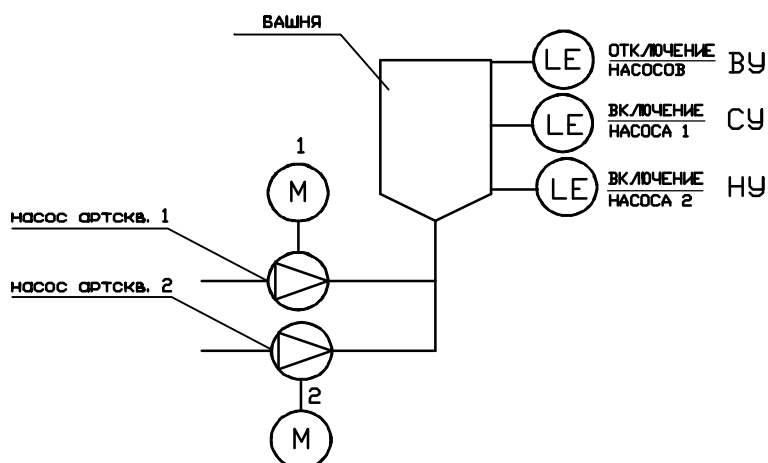 БАШНЯ
LE
ОТКЛЮЧЕНИЕ
НАСОСОВ
ВУ
LE
ВКЛЮЧЕНИЕ
НАСОСА 1
СУ
LE
ВКЛЮЧЕНИЕ
НАСОСА 2
НУ
1
М
насос артскв. 1
насос артскв. 2
2
М